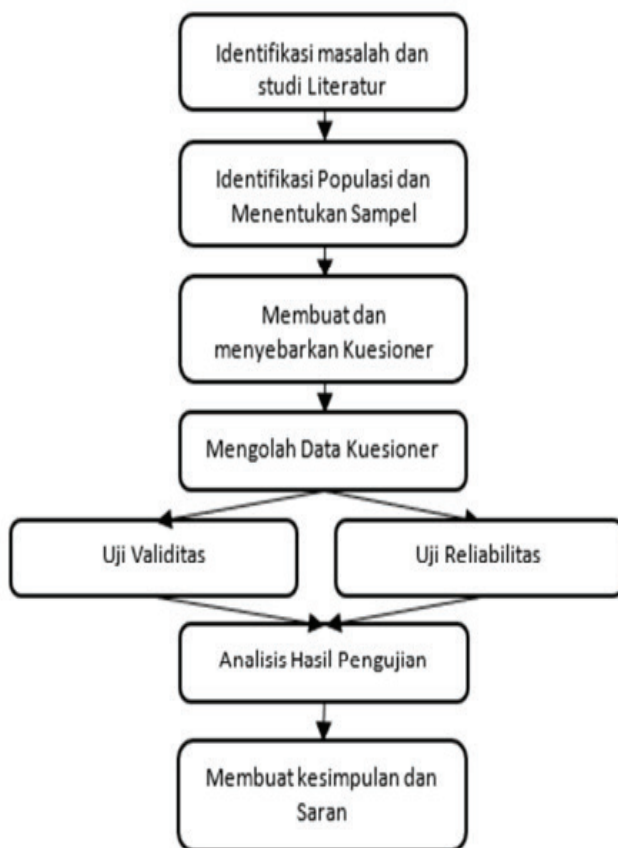 Identifikasi masalah dan
studi Literatur
Identifikasi Populasi dan
Menentukan Sampel
Membuat dan
menyebarkan Kuesioner
Mengolah Data Kuesioner
Uji Validitas
Uji Reliabilitas
Analisis Hasil Pengujian
Membuat kesimpulan dan
Saran